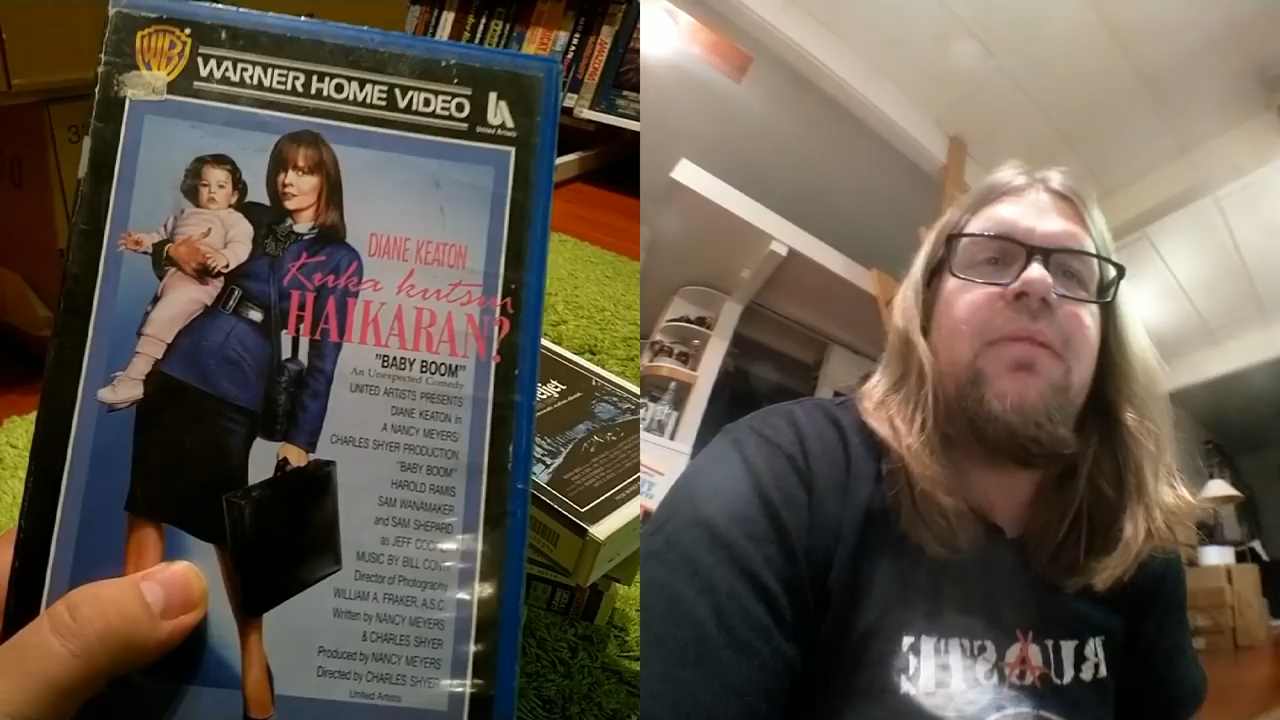 WB
WARNER HOME VIDEO
United Artists
DIANE KEATON
Kuka kutsui
HAIKARAN?
"BABY BOOM"
An Unexpected Comedy
UNITED ARTISTS PRESENTS
DIANE KEATON in
A NANCY MEYERS/
CHARLES SHYER PRODUCTION
"BABY BOOM"
HAROLD RAMIS
SAM WANAMAKER
and SAM SHEPARD
as JEFF
MUSIC BY BILL
Director of Photography
WILLIAM A. FRAKER, A.S.C.
Written by NANCY MEYERS
& CHARLES SHYER
Produced by NANCY MEYERS
Directed by CHARLES SHYER
United Artists